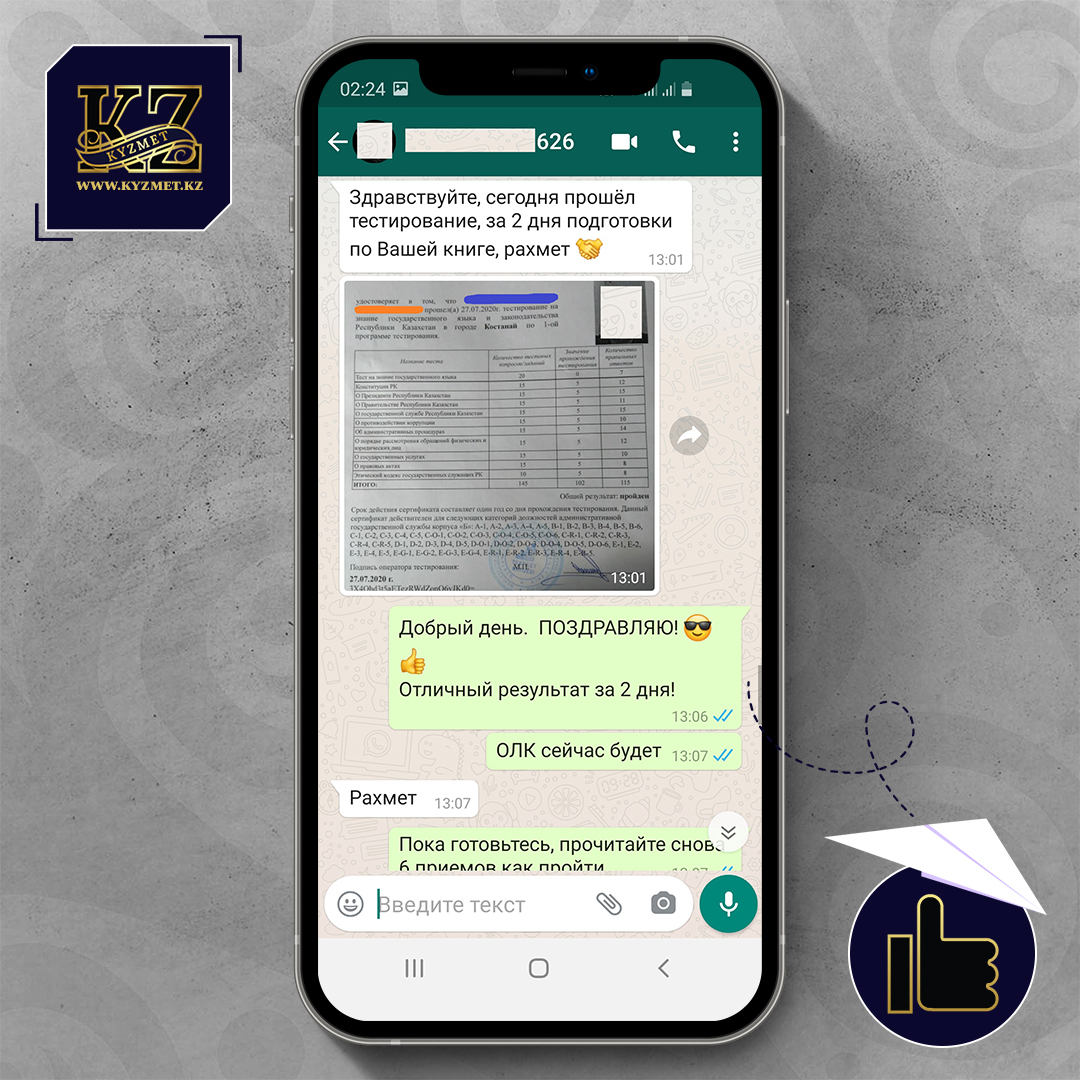 KZ
KYZMET
WWW.KYZMET.KZ
02:24
626
Здравствуйте, сегодня прошёл
тестирование, за 2 дня подготовки
по Вашей книге, рахмет
13:01
удостоверяет в том, что
прошел(а) 27.07.2020г. тестирование на
знание государственного языка и законодательства
Республики Казахстан в городе Костанай по 1-ой
программе тестирования.
Название теста Количество тестовых вопросов/заданий Значение прохождения тестирования Количество правильных ответов
Тест на знание государственного языка 20 0 7
Конституция РК 15 5 12
О Президенте Республики Казахстан 15 5 15
О Правительстве Республики Казахстан 15 5 11
О государственной службе Республики Казахстан 15 5 15
О противодействии коррупции 15 5 10
Об административных процедурах 15 5 14
О порядке рассмотрения обращений физических и
юридических лиц 15 5 12
О государственных услугах 15 5 10
О правовых актах 15 5 8
Этический кодекс государственных служащих РК 10 5 8
ИТОГО: 145 102 115
Общий результат: пройден
Срок действия сертификата составляет один год со дня прохождения тестирования. Данный
сертификат действителен для следующих категорий должностей административной
государственной службы корпуса «Б»: A-1, A-2, A-3, A-4, A-5, B-1, B-2, B-3, B-4, B-5, B-6,
C-1, C-2, C-3, C-4, C-5, C-O-1, C-O-2, C-O-3, C-O-4, C-O-5, C-O-6, C-R-1, C-R-2, C-R-3,
C-R-4, C-R-5, D-1, D-2, D-3, D-4, D-5, D-O-1, D-O-2, D-O-3, D-O-4, D-O-5, D-O-6, E-1, E-2,
E-3, E-4, E-5, E-G-1, E-G-2, E-G-3, E-G-4, E-R-1, E-R-2, E-R-3, E-R-4, E-R-5.
Подпись оператора тестирования:
27.07.2020 г.
13:01
Добрый день. ПОЗДРАВЛЯЮ!
Отличный результат за 2 дня!
13:06
ОЛК сейчас будет 13:07
Рахмет 13:07
Пока готовьтесь, прочитайте снова
6 приемов как пройти
13:07
Введите текст